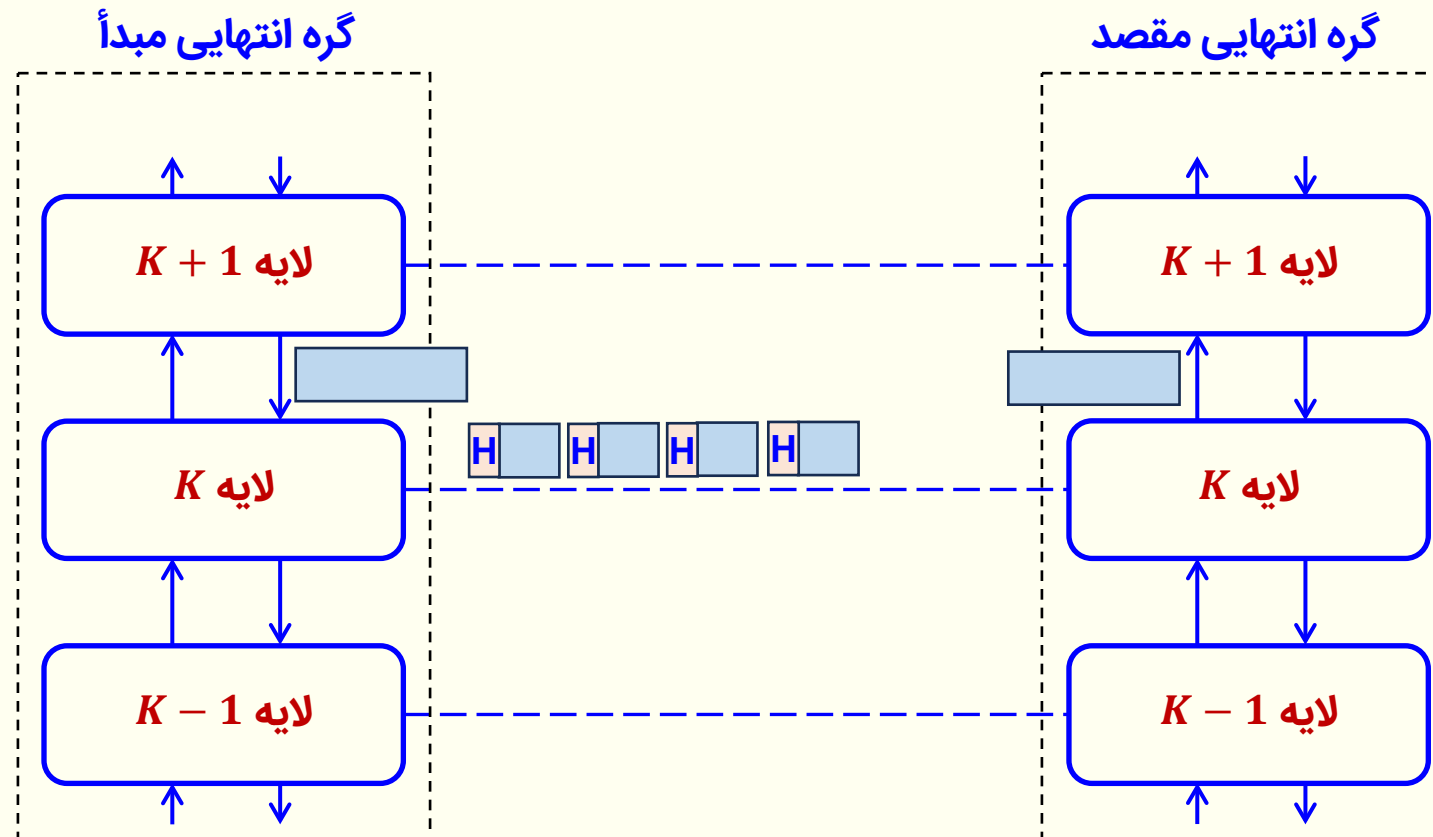 گره انتهایی مبدأ
گره انتهایی مقصد
لایه K + 1
لایه K + 1
H H H H
لایه K
لایه K
لایه K − 1
لایه K − 1